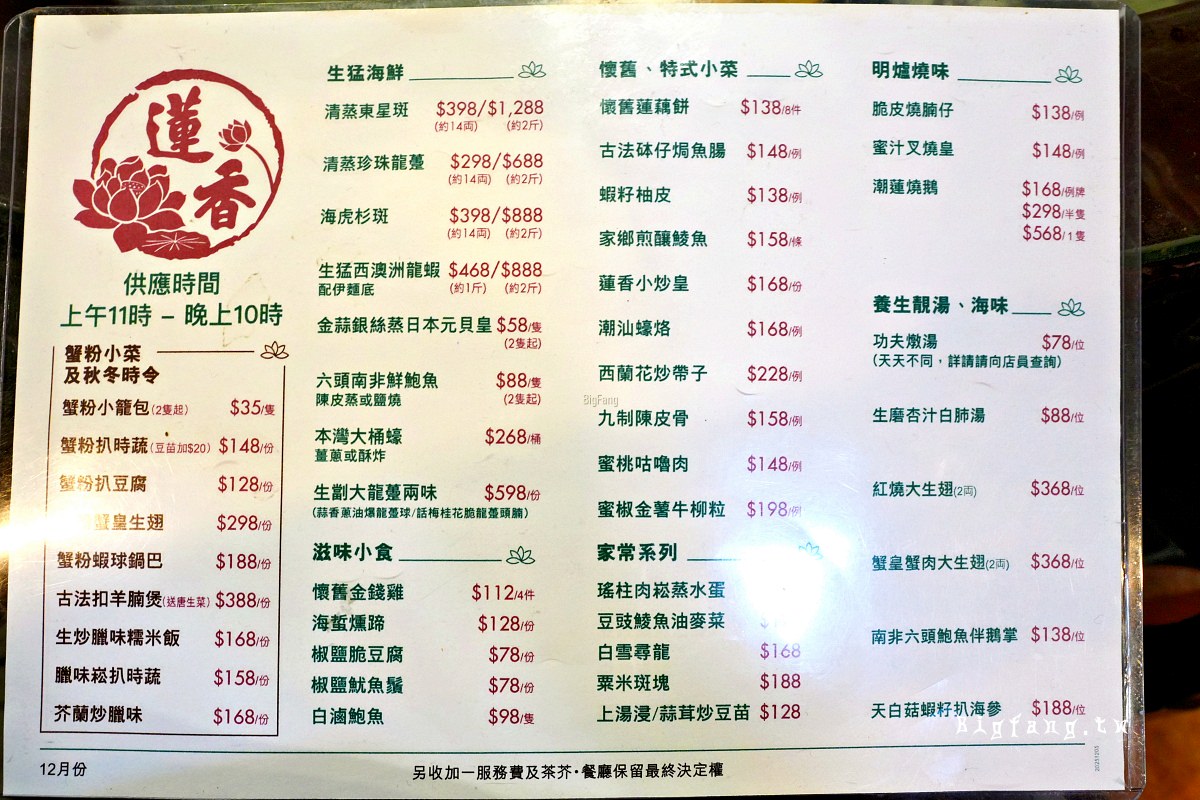 蓮香
供應時間
上午11時 – 晚上10時
蟹粉小菜
及秋冬時令
蟹粉小籠包(2隻起) $35/隻
蟹粉扒時蔬(豆苗加$20) $148/份
蟹粉扒豆腐 $128/份
蟹皇生翅 $298/份
蟹粉蝦球鍋巴 $188/份
古法扣羊腩煲(送唐生菜) $388/份
生炒臘味糯米飯 $168/份
臘味崧扒時蔬 $158/份
芥蘭炒臘味 $168/份
生猛海鮮
清蒸東星斑 $398/$1,288
(約14両) (約2斤)
清蒸珍珠龍躉 $298/$688
(約14両) (約2斤)
海虎杉斑 $398/$888
(約14両) (約2斤)
生猛西澳洲龍蝦 $468/$888
配伊麵底 (約1斤) (約2斤)
金蒜銀絲蒸日本元貝皇 $58/隻
(2隻起)
六頭南非鮮鮑魚 $88/隻
陳皮蒸或鹽燒 (2隻起)
本灣大桶蠔 $268/桶
薑蔥或酥炸
生劏大龍躉兩味 $598/份
(蒜香蔥油爆龍躉球/話梅桂花脆龍躉頭腩)
滋味小食
懷舊金錢雞 $112/4件
海蜇燻蹄 $128/份
椒鹽脆豆腐 $78/份
椒鹽魷魚鬚 $78/份
白滷鮑魚 $98/隻
懷舊、特式小菜
懷舊蓮藕餅 $138/8件
古法砵仔焗魚腸 $148/例
蝦籽柚皮 $138/例
家鄉煎釀鯪魚 $158/條
蓮香小炒皇 $168/份
潮汕蠔烙 $168/例
西蘭花炒帶子 $228/例
BigFang
九制陳皮骨 $158/例
蜜桃咕嚕肉 $148/例
蜜椒金薯牛柳粒 $198/例
家常系列
瑤柱肉崧蒸水蛋
豆豉鯪魚油麥菜
白雪尋龍 $168
粟米斑塊 $188
上湯浸/蒜茸炒豆苗 $128
明爐燒味
脆皮燒腩仔 $138/例
蜜汁叉燒皇 $148/例
潮蓮燒鵝 $168/例牌
$298/半隻
$568/1隻
養生靚湯、海味
功夫燉湯 $78/位
(天天不同，詳請請向店員查詢)
生磨杏汁白肺湯 $88/位
紅燒大生翅(2両) $368/位
蟹皇蟹肉大生翅(2両) $368/位
南非六頭鮑魚伴鵝掌 $138/位
天白菇蝦籽扒海參 $188/位
Bigfang.tw
12月份
另收加一服務費及茶芥・餐廳保留最終決定權